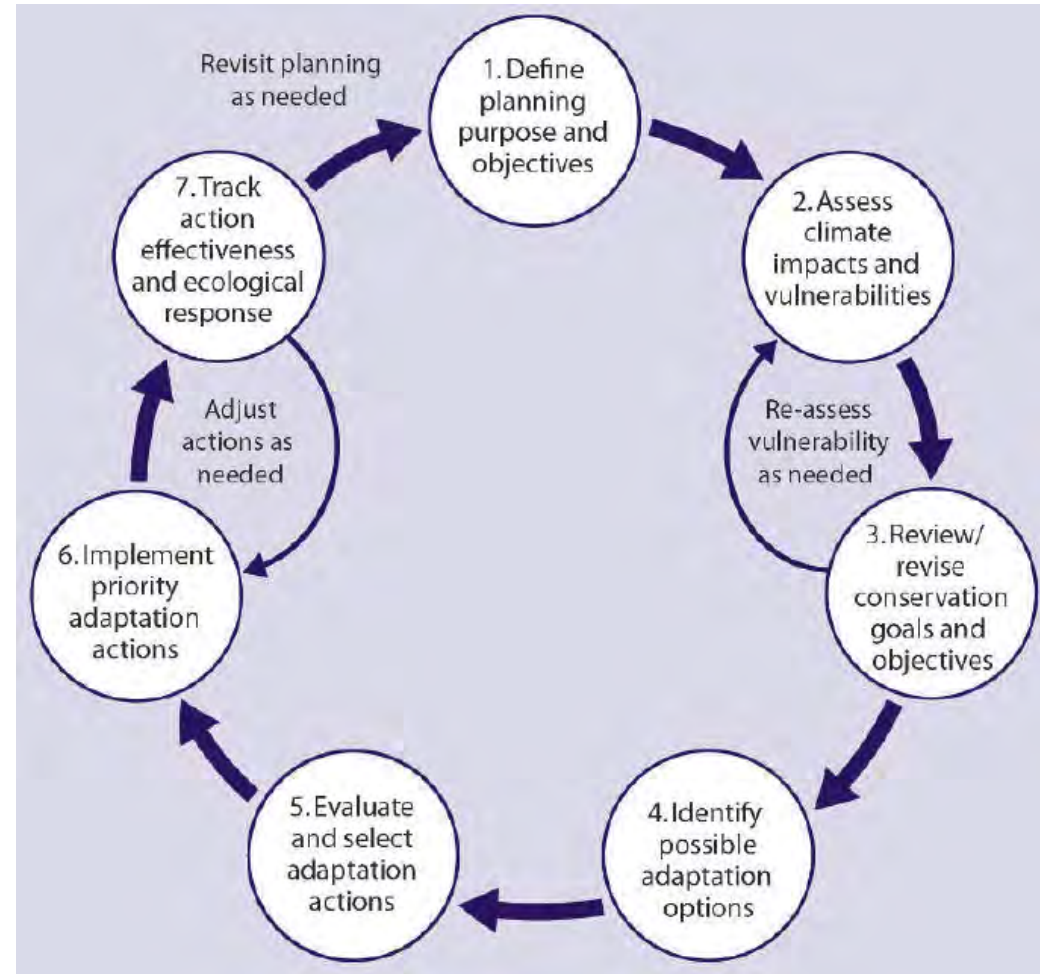 Revisit planning
as needed
1. Define
planning
purpose and
objectives
2. Assess
climate
impacts and
vulnerabilities
Re-assess
vulnerability
as needed
3. Review/
revise
conservation
goals and
objectives
4. Identify
possible
adaptation
options
5. Evaluate
and select
adaptation
actions
6. Implement
priority
adaptation
actions
7. Track
action
effectiveness
and ecological
response
Adjust
actions as
needed